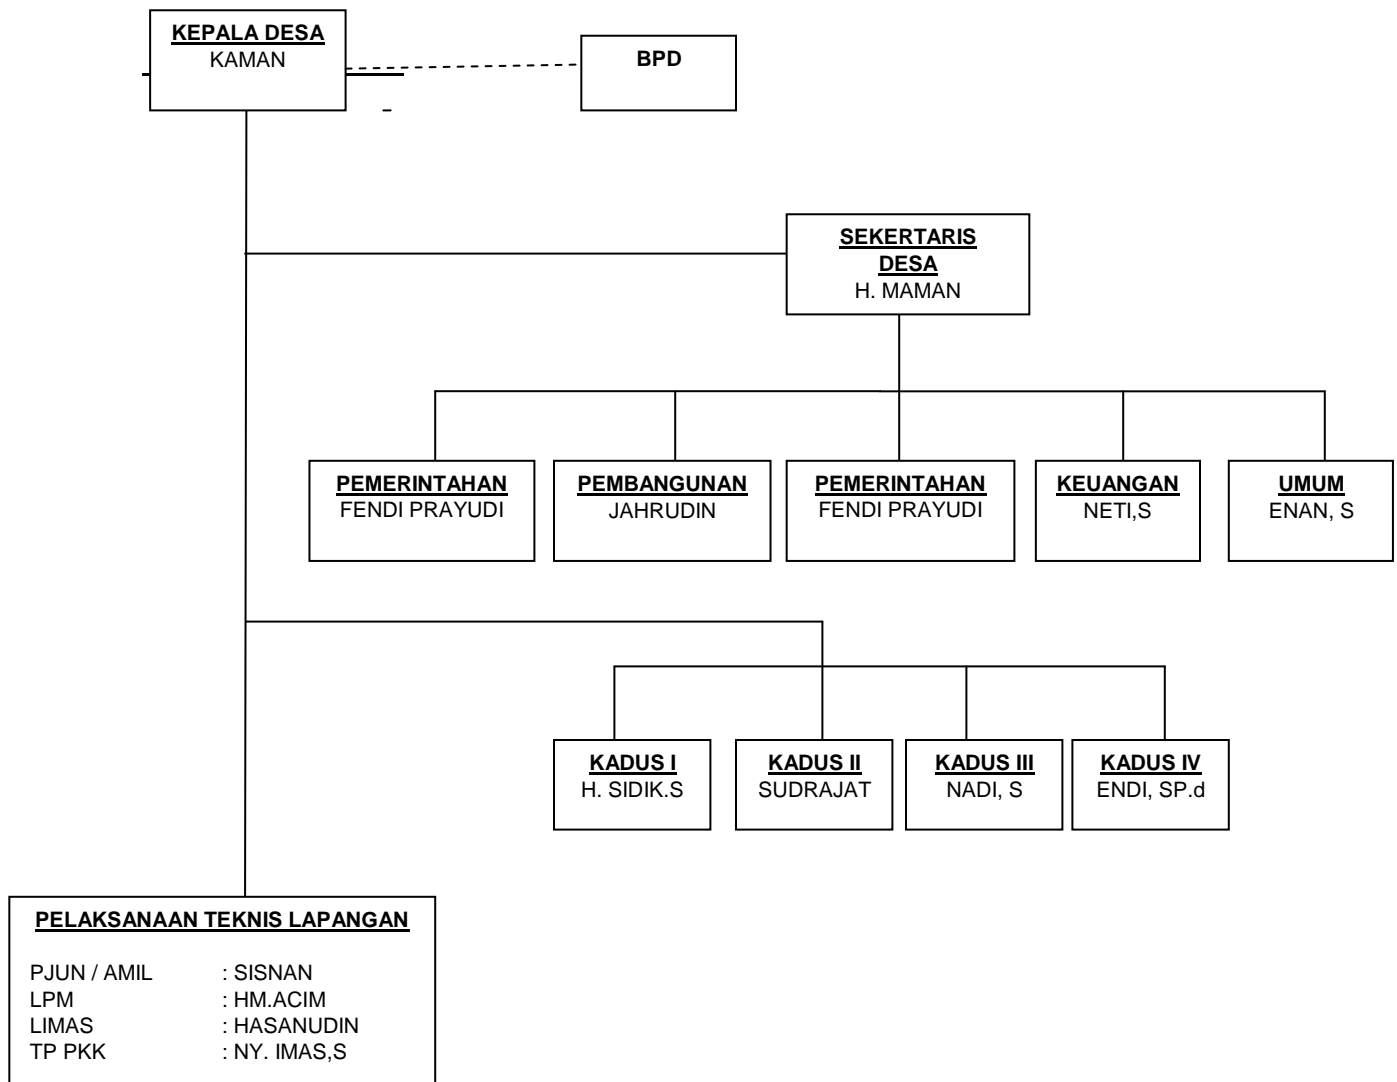 KEPALA DESA
KAMAN
BPD
SEKERTARIS
DESA
H. MAMAN
PEMERINTAHAN
FENDI PRAYUDI
PEMBANGUNAN
JAHRUDIN
PEMERINTAHAN
FENDI PRAYUDI
KEUANGAN
NETI,S
UMUM
ENAN, S
KADUS I
H. SIDIK.S
KADUS II
SUDRAJAT
KADUS III
NADI, S
KADUS IV
ENDI, SP.d
PELAKSANAAN TEKNIS LAPANGAN
PJUN / AMIL : SISNAN
LPM : HM.ACIM
LIMAS : HASANUDIN
TP PKK : NY. IMAS,S